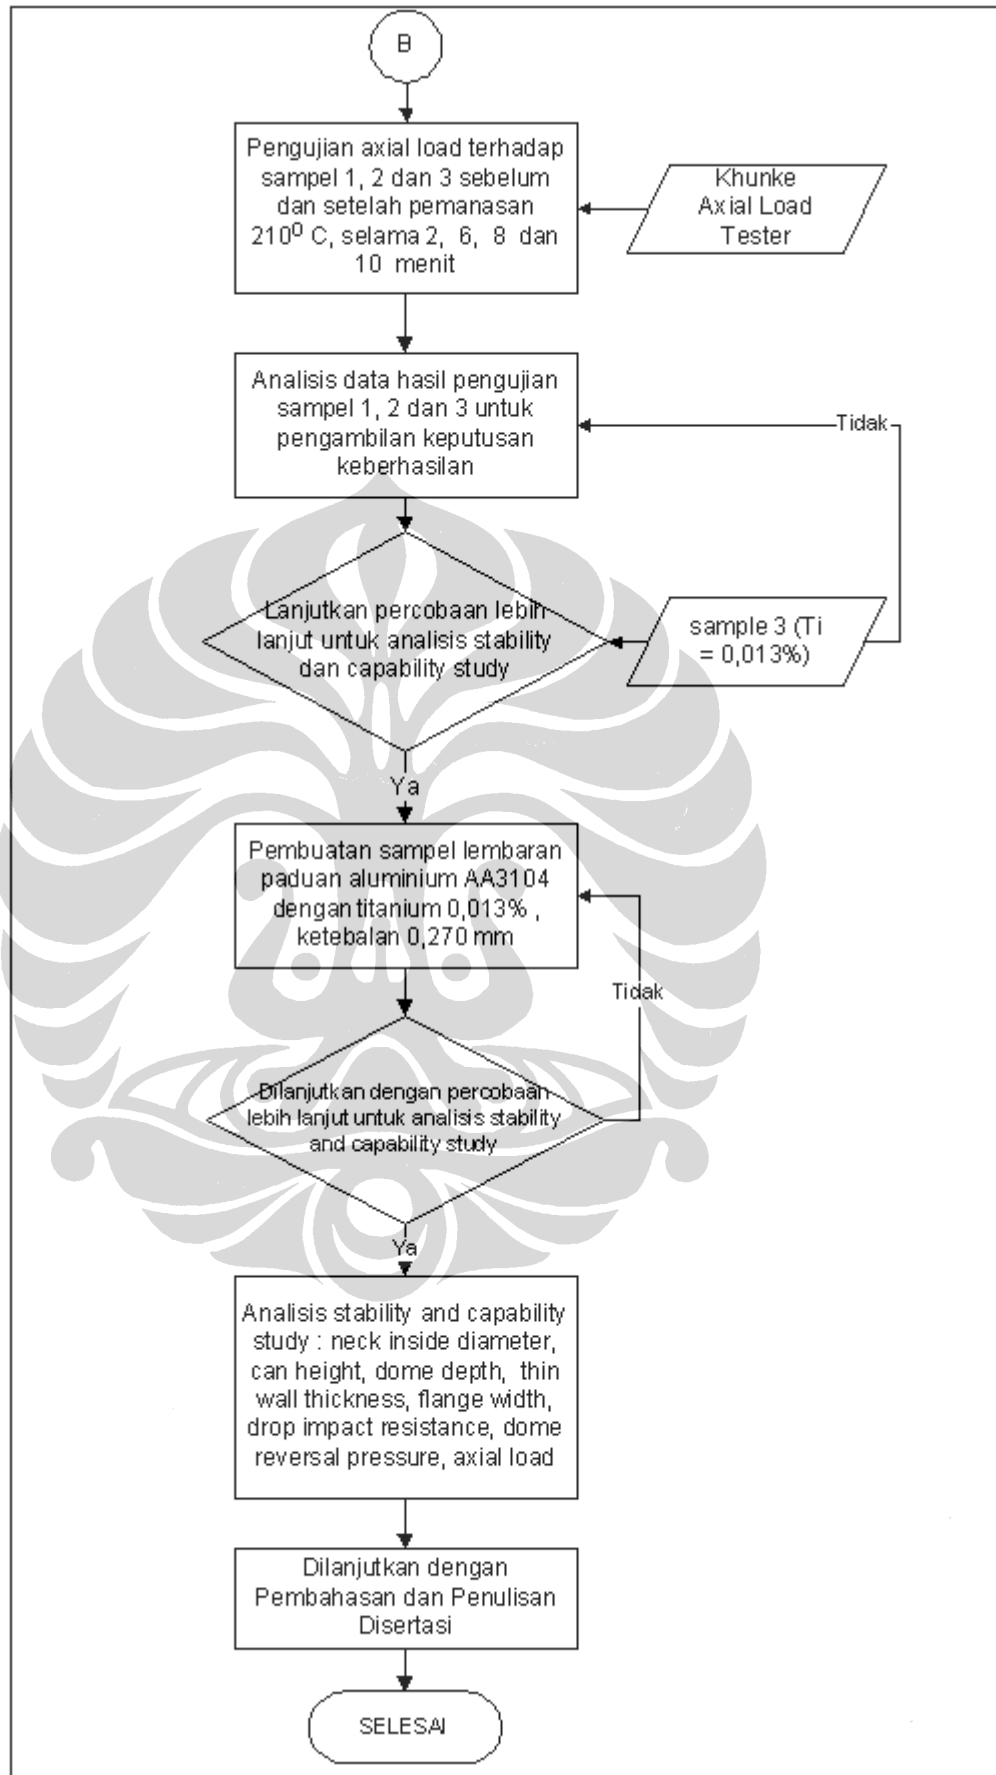 B
Pengujian axial load terhadap
sampel 1, 2 dan 3 sebelum
dan setelah pemanasan
210⁰ C, selama 2, 6, 8 dan
10 menit
Khunke
Axial Load
Tester
Analisis data hasil pengujian
sampel 1, 2 dan 3 untuk
pengambilan keputusan
keberhasilan
Tidak
Lanjutkan percobaan lebih
lanjut untuk analisis stability
dan capability study
sample 3 (Ti
= 0,013%)
Ya
Pembuatan sampel lembaran
paduan aluminium AA3104
dengan titanium 0,013% ,
ketebalan 0,270 mm
Tidak
Dilanjutkan dengan percobaan
lebih lanjut untuk analisis stability
and capability study
Ya
Analisis stability and capability
study : neck inside diameter,
can height, dome depth, thin
wall thickness, flange width,
drop impact resistance, dome
reversal pressure, axial load
Dilanjutkan dengan
Pembahasan dan Penulisan
Disertasi
SELESAI